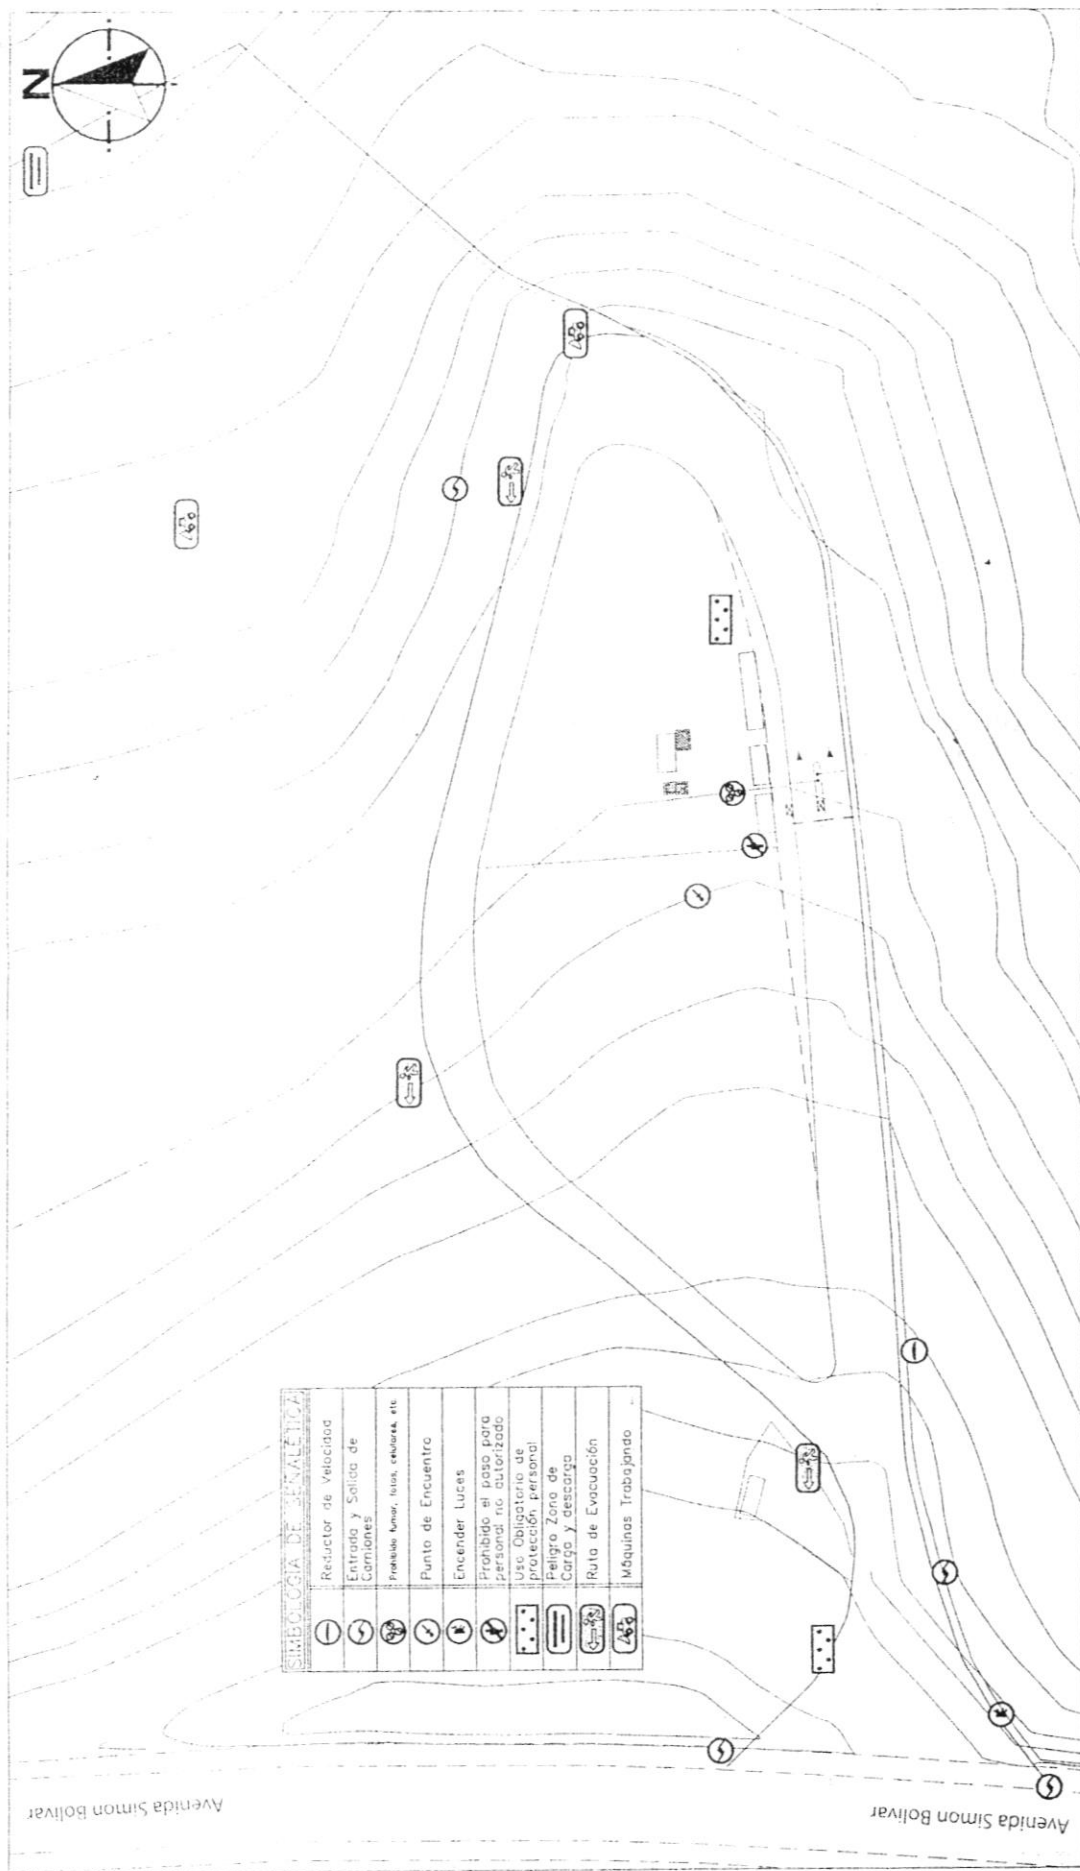 N
SIMBOLOGIA DE SEÑALETICA
Reductor de Velocidad
Entrada y Salida de
Camiones
Prohibido fumar, fotos, celulares, etc
Punto de Encuentro
Encender Luces
Prohibido el paso para
personal no autorizado
Uso Obligatorio de
protección personal
Peligro Zona de
Carga y descarga
Ruta de Evacuación
Máquinas Trabajando
Avenida Simon Bolivar
Avenida Simon Bolivar